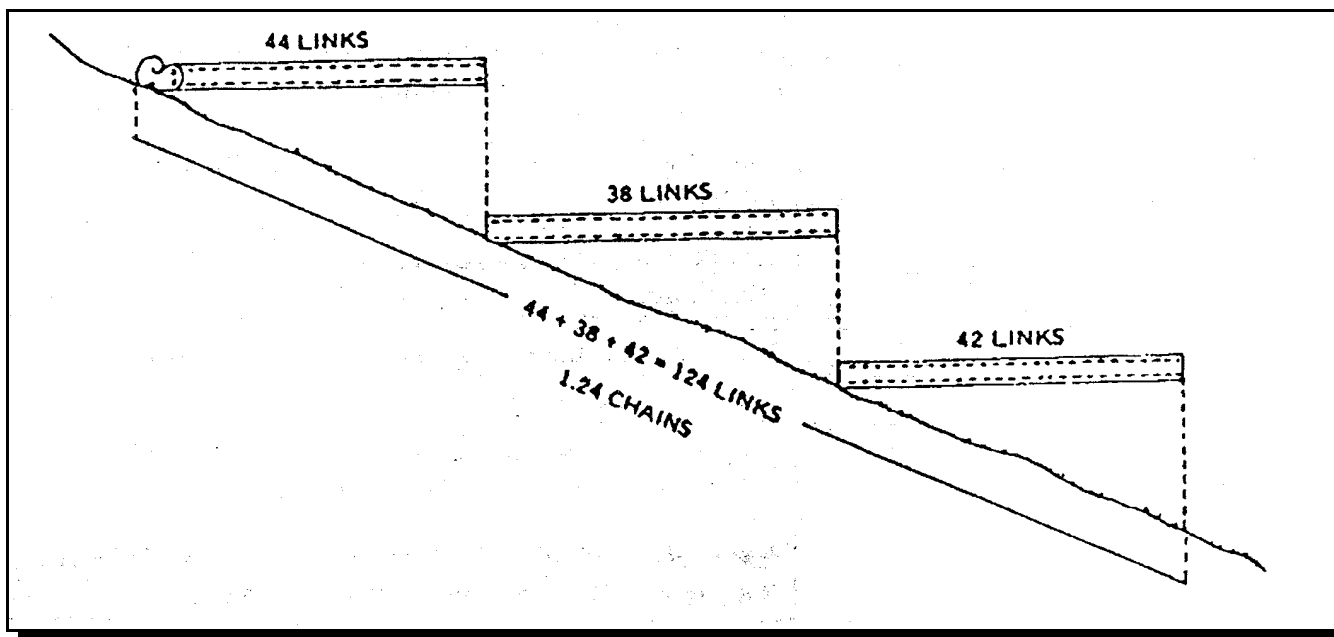 44 LINKS
38 LINKS
42 LINKS
44 + 38 + 42 = 124 LINKS
1.24 CHAINS